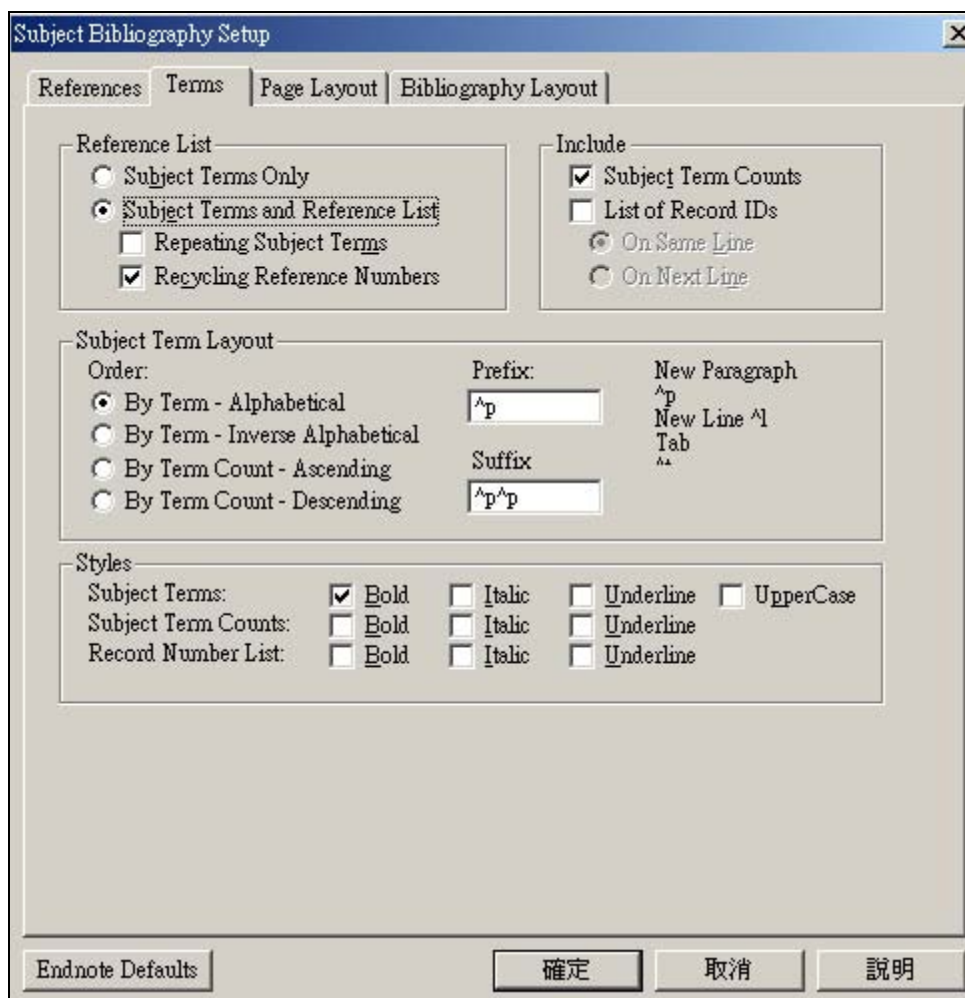 Subject Bibliography Setup
References Terms Page Layout Bibliography Layout
Reference List
Subject Terms Only
Subject Terms and Reference List
Repeating Subject Terms
Recycling Reference Numbers
Include
Subject Term Counts
List of Record IDs
On Same Line
On Next Line
Subject Term Layout
Order:
By Term - Alphabetical
By Term - Inverse Alphabetical
By Term Count - Ascending
By Term Count - Descending
Prefix:
^p
Suffix
^p^p
New Paragraph
^p
New Line ^l
Tab
Styles
Subject Terms: Bold Italic Underline UpperCase
Subject Term Counts: Bold Italic Underline
Record Number List: Bold Italic Underline
Endnote Defaults 確定 取消 說明